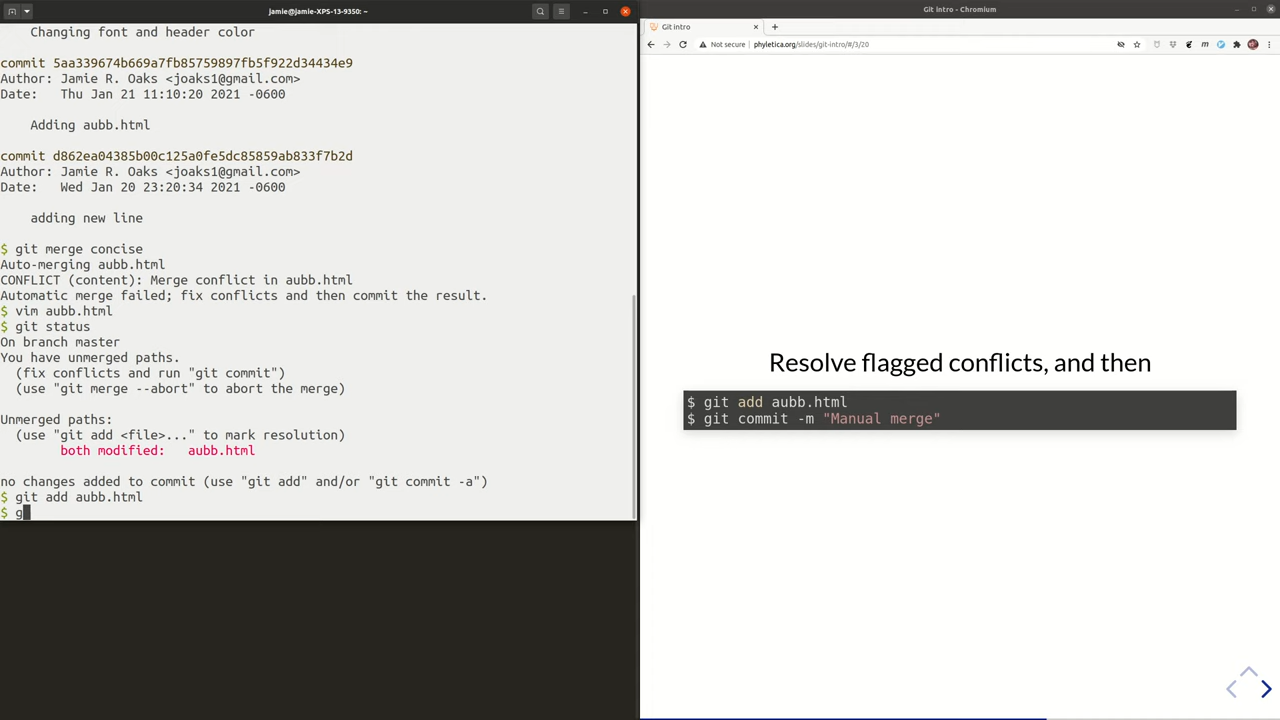 jamie@jamie-XPS-13-9350: ~
Changing font and header color
commit 5aa339674b669a7fb85759897fb5f922d34434e9
Author: Jamie R. Oaks <joaks1@gmail.com>
Date:   Thu Jan 21 11:10:20 2021 -0600
Adding aubb.html
commit d862ea04385b00c125a0fe5dc85859ab833f7b2d
Author: Jamie R. Oaks <joaks1@gmail.com>
Date:   Wed Jan 20 23:20:34 2021 -0600
adding new line
$ git merge concise
Auto-merging aubb.html
CONFLICT (content): Merge conflict in aubb.html
Automatic merge failed; fix conflicts and then commit the result.
$ vim aubb.html
$ git status
On branch master
You have unmerged paths.
(fix conflicts and run "git commit")
(use "git merge --abort" to abort the merge)
Unmerged paths:
(use "git add <file>..." to mark resolution)
both modified:   aubb.html
no changes added to commit (use "git add" and/or "git commit -a")
$ git add aubb.html
$ g
Git intro - Chromium
Git intro
Not secure | phyletica.org/slides/git-intro/#/3/20
Resolve flagged conflicts, and then
$ git add aubb.html
$ git commit -m "Manual merge"